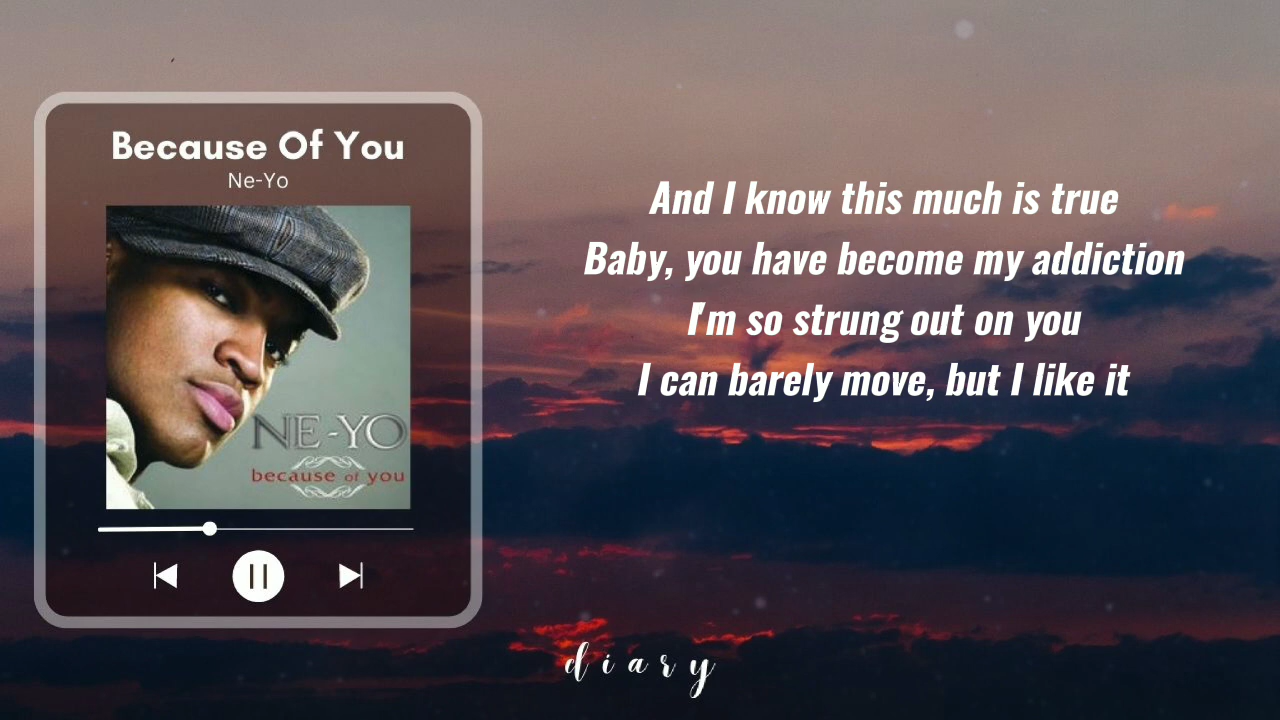 Because Of You
Ne-Yo
NE-YO
because of you
And I know this much is true
Baby, you have become my addiction
I'm so strung out on you
I can barely move, but I like it
diary